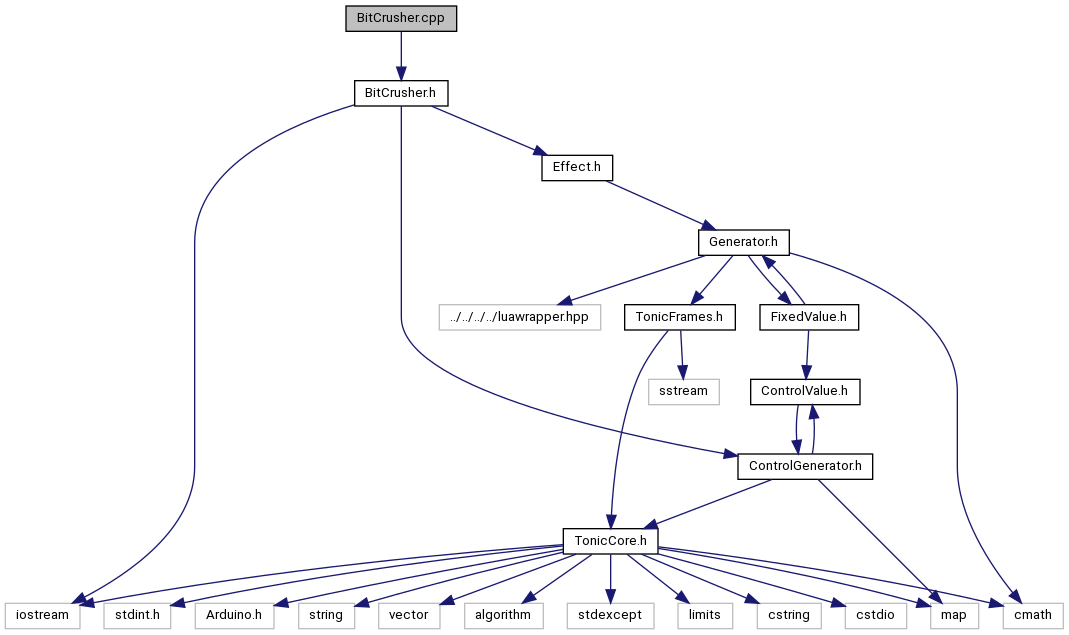 BitCrusher.cpp
BitCrusher.h
Effect.h
Generator.h
../../../../luawrapper.hpp
TonicFrames.h
FixedValue.h
sstream
ControlValue.h
ControlGenerator.h
TonicCore.h
iostream
stdint.h
Arduino.h
string
vector
algorithm
stdexcept
limits
cstring
cstdio
map
cmath